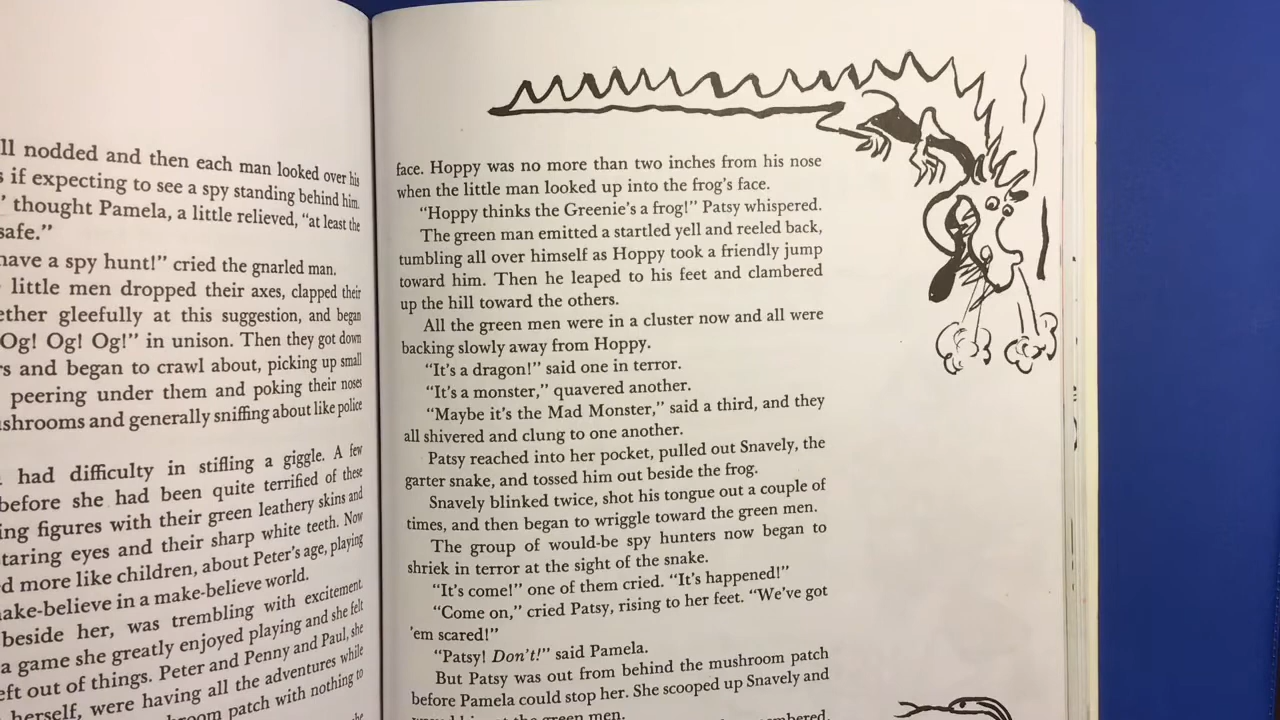 ll nodded and then each man looked over his
s if expecting to see a spy standing behind him.
’ thought Pamela, a little relieved, “at least the
safe.”
have a spy hunt!” cried the gnarled man.
little men dropped their axes, clapped their
ether gleefully at this suggestion, and began
Og! Og! Og!” in unison. Then they got down
rs and began to crawl about, picking up small
peering under them and poking their noses
shrooms and generally sniffing about like police
had difficulty in stifling a giggle. A few
before she had been quite terrified of these
ing figures with their green leathery skins and
taring eyes and their sharp white teeth. Now
d more like children, about Peter’s age, playing
ake-believe in a make-believe world.
beside her, was trembling with excitement.
a game she greatly enjoyed playing and she felt
eft out of things. Peter and Penny and Paul, she
herself, were having all the adventures while
room patch with nothing to
the
face. Hoppy was no more than two inches from his nose
when the little man looked up into the frog’s face.
“Hoppy thinks the Greenie’s a frog!” Patsy whispered.
The green man emitted a startled yell and reeled back,
tumbling all over himself as Hoppy took a friendly jump
toward him. Then he leaped to his feet and clambered
up the hill toward the others.
All the green men were in a cluster now and all were
backing slowly away from Hoppy.
“It’s a dragon!” said one in terror.
“It’s a monster,” quavered another.
“Maybe it’s the Mad Monster,” said a third, and they
all shivered and clung to one another.
Patsy reached into her pocket, pulled out Snavely, the
garter snake, and tossed him out beside the frog.
Snavely blinked twice, shot his tongue out a couple of
times, and then began to wriggle toward the green men.
The group of would-be spy hunters now began to
shriek in terror at the sight of the snake.
“It’s come!” one of them cried. “It’s happened!”
“Come on,” cried Patsy, rising to her feet. “We’ve got
’em scared!”
“Patsy! Don’t!” said Pamela.
But Patsy was out from behind the mushroom patch
before Pamela could stop her. She scooped up Snavely and
the green men.